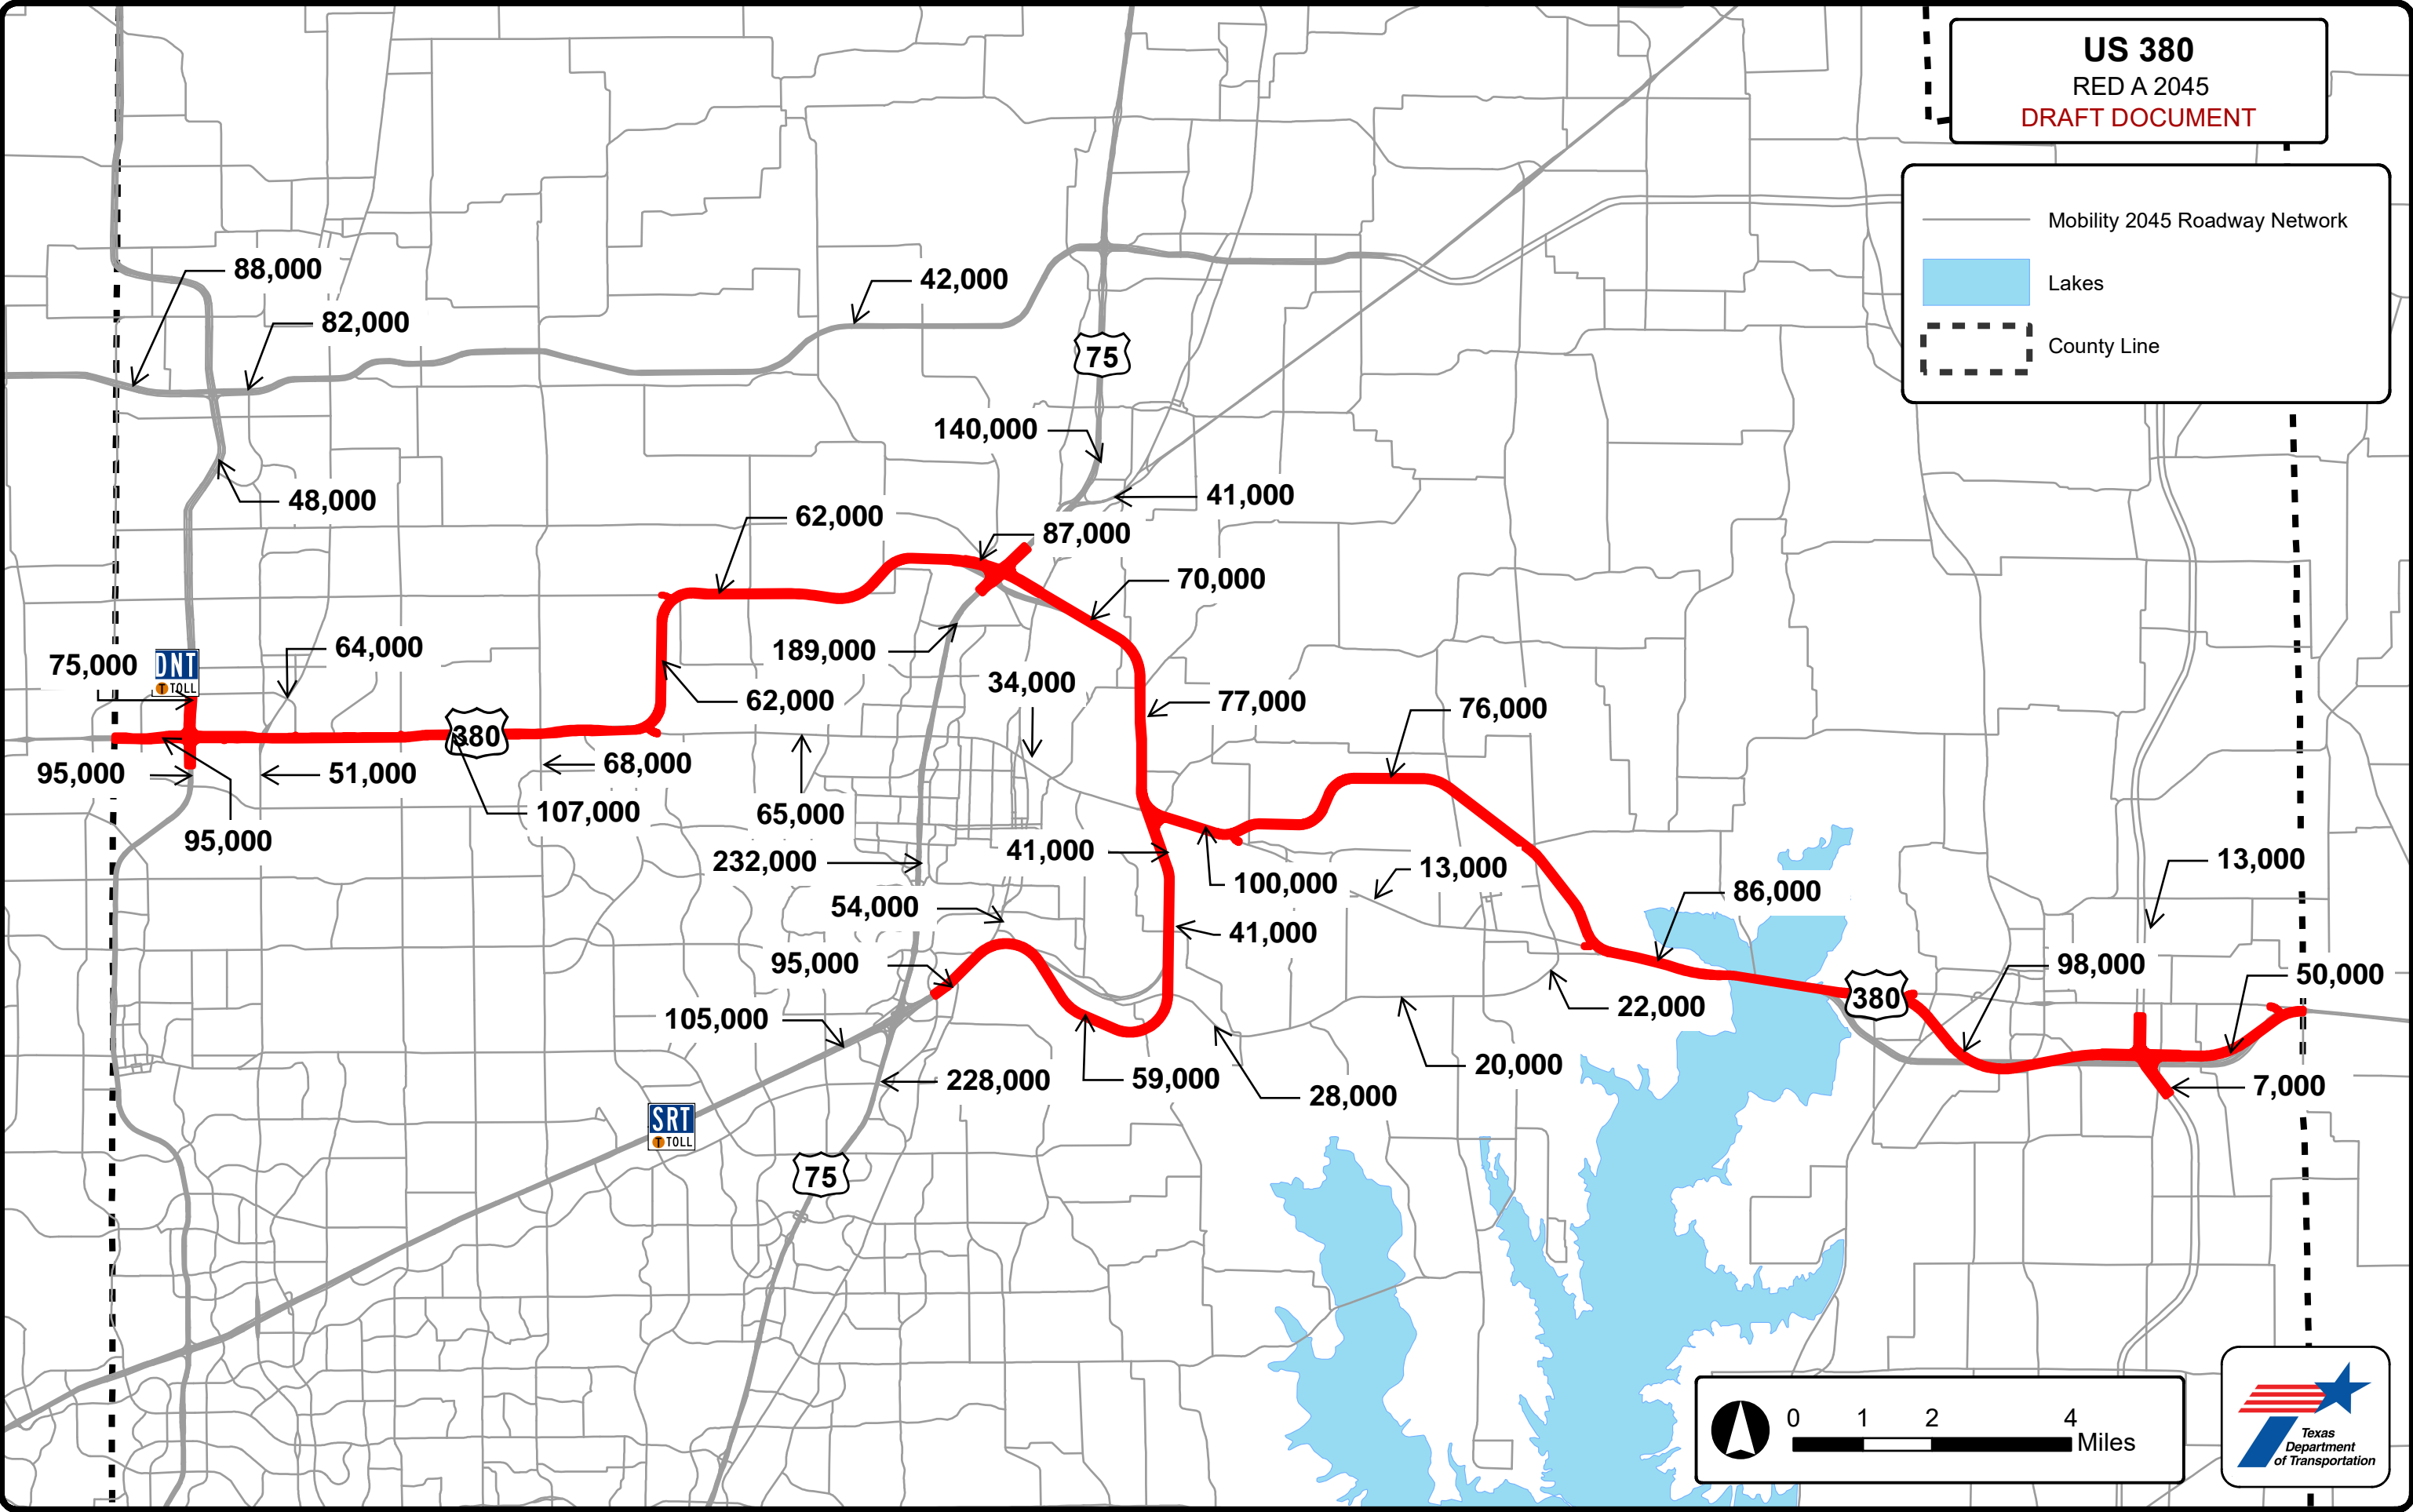 US 380
RED A 2045
DRAFT DOCUMENT
Mobility 2045 Roadway Network
Lakes
County Line
88,000
82,000
42,000
75
140,000
48,000
41,000
62,000
87,000
70,000
75,000
DNT
TOLL
64,000
189,000
34,000
62,000
77,000
76,000
380
95,000
51,000
68,000
107,000
65,000
95,000
232,000
41,000
100,000
13,000
13,000
54,000
86,000
41,000
95,000
98,000
50,000
105,000
380
22,000
228,000
59,000
20,000
28,000
7,000
SRT
TOLL
75
0 1 2 4
Miles
Texas
Department
of Transportation